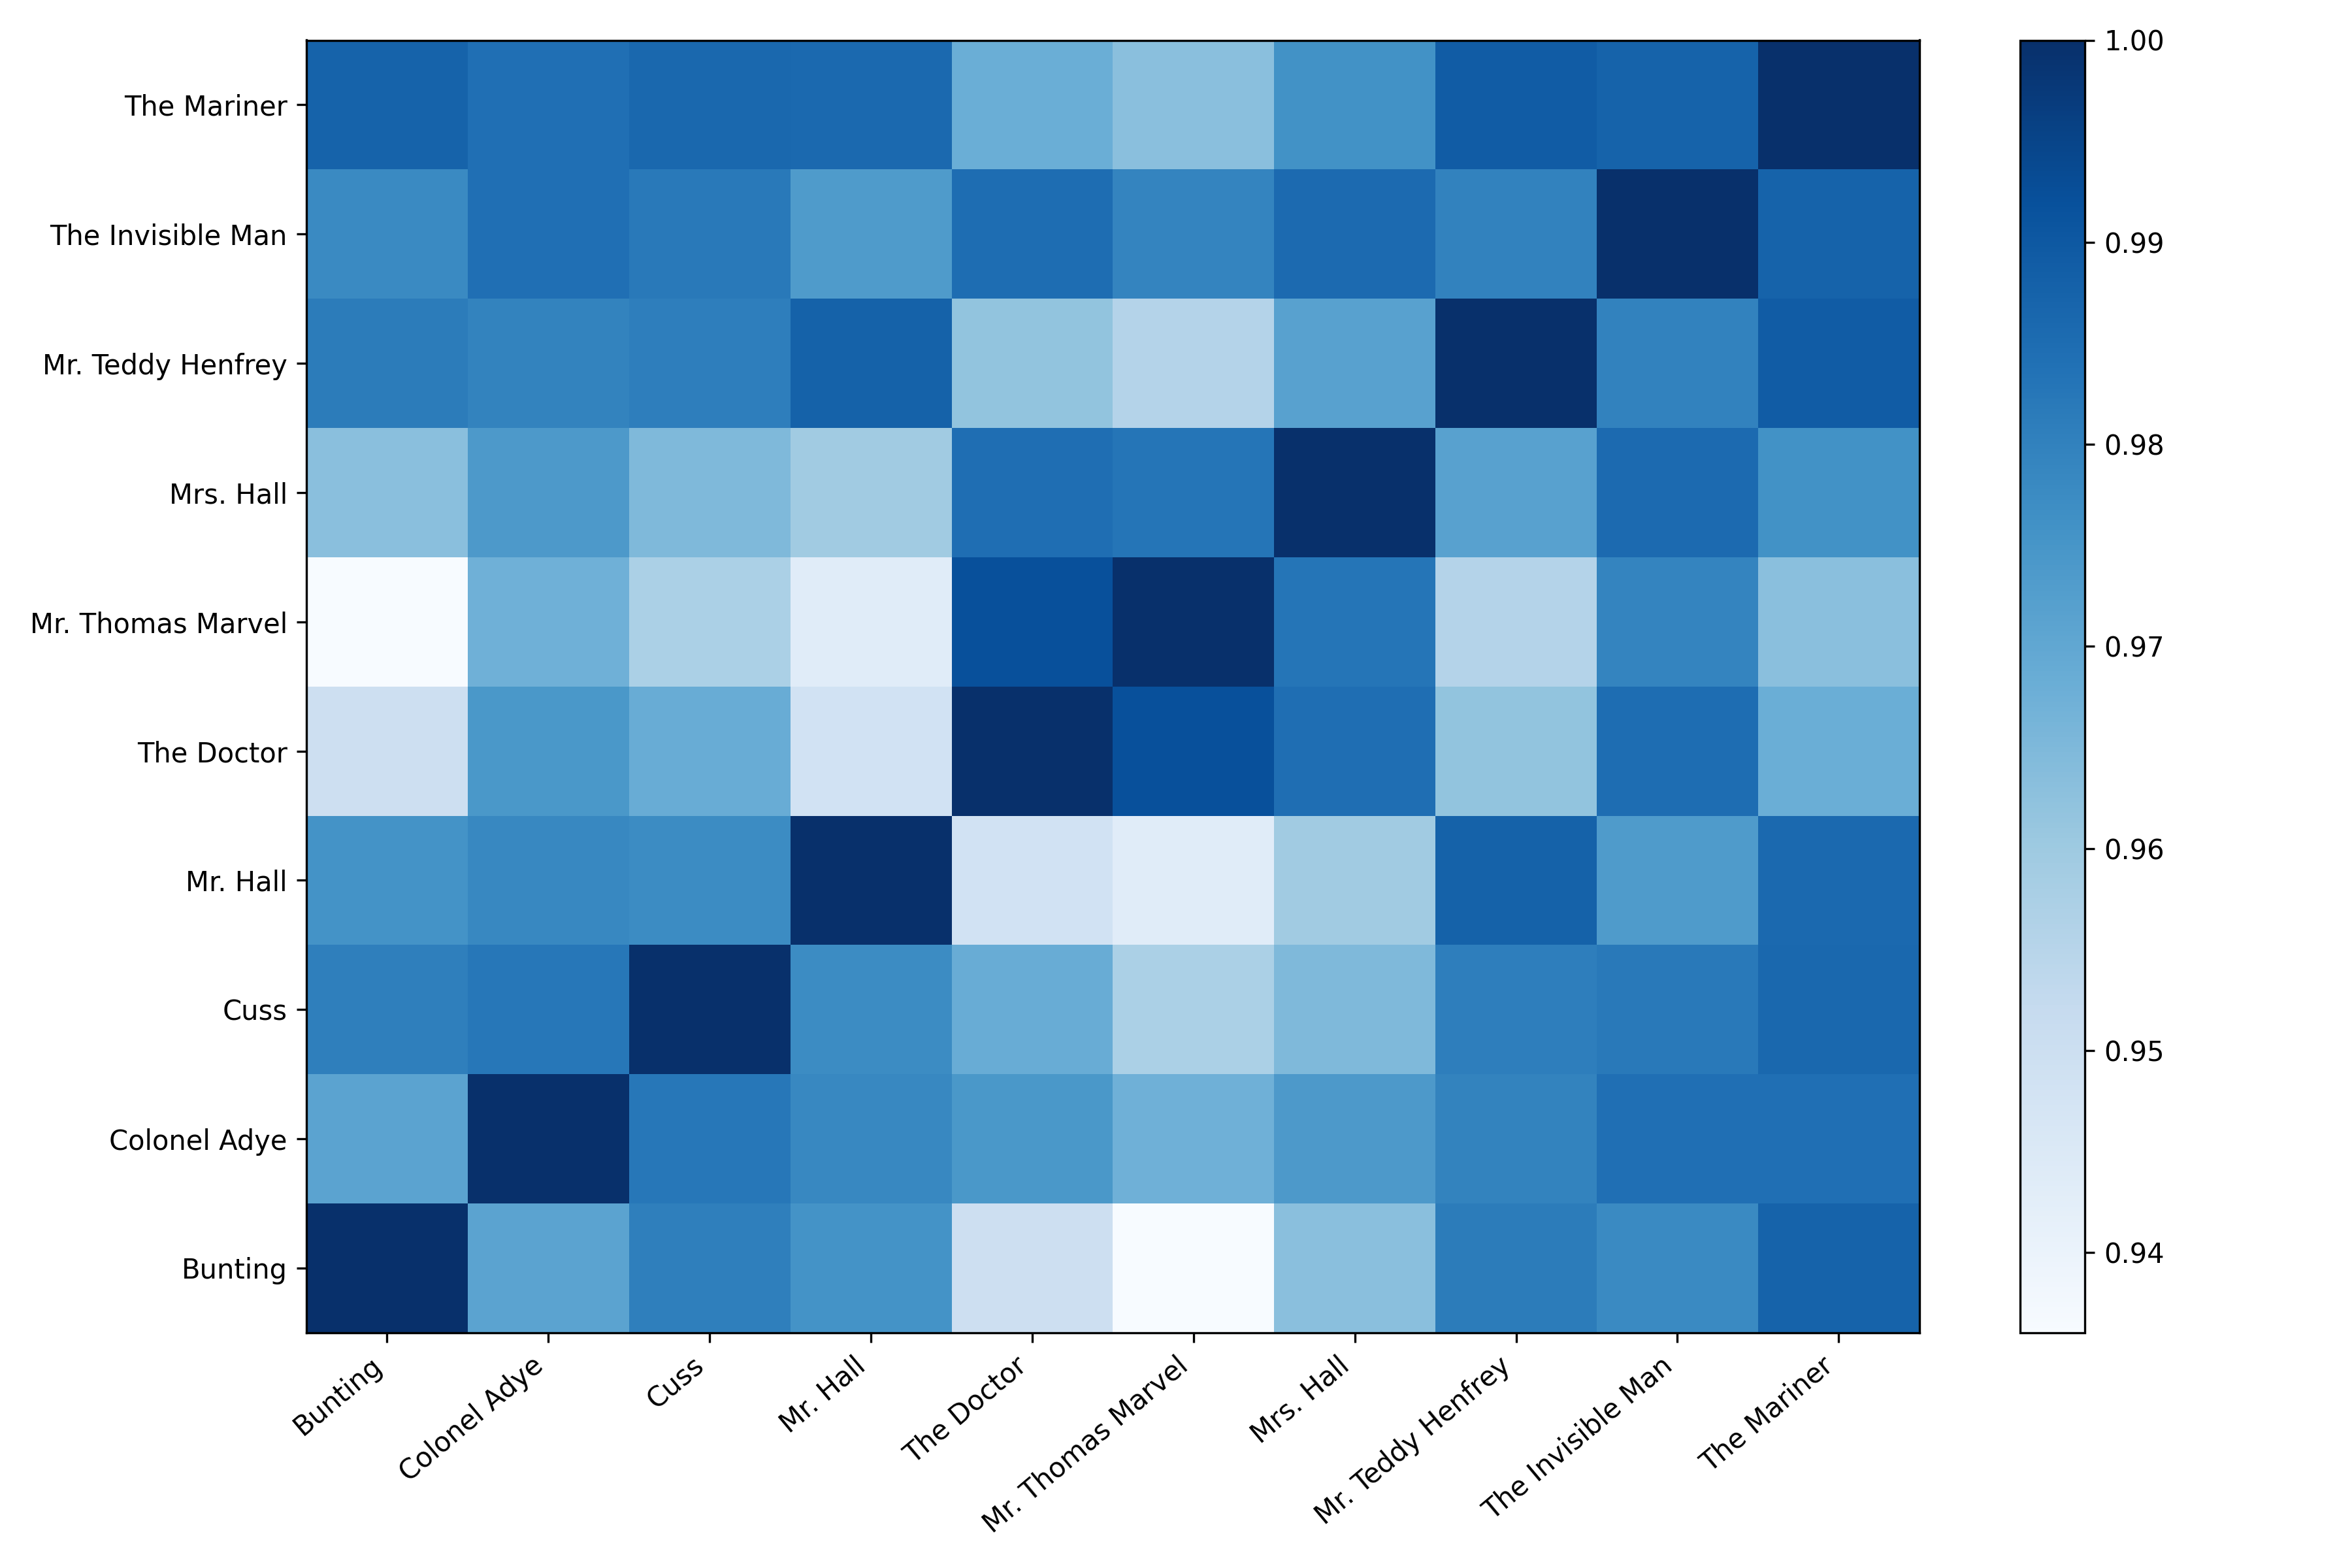 The Mariner
The Invisible Man
Mr. Teddy Henfrey
Mrs. Hall
Mr. Thomas Marvel
The Doctor
Mr. Hall
Cuss
Colonel Adye
Bunting
Bunting
Colonel Adye
Cuss
Mr. Hall
The Doctor
Mr. Thomas Marvel
Mrs. Hall
Mr. Teddy Henfrey
The Invisible Man
The Mariner
1.00
0.99
0.98
0.97
0.96
0.95
0.94